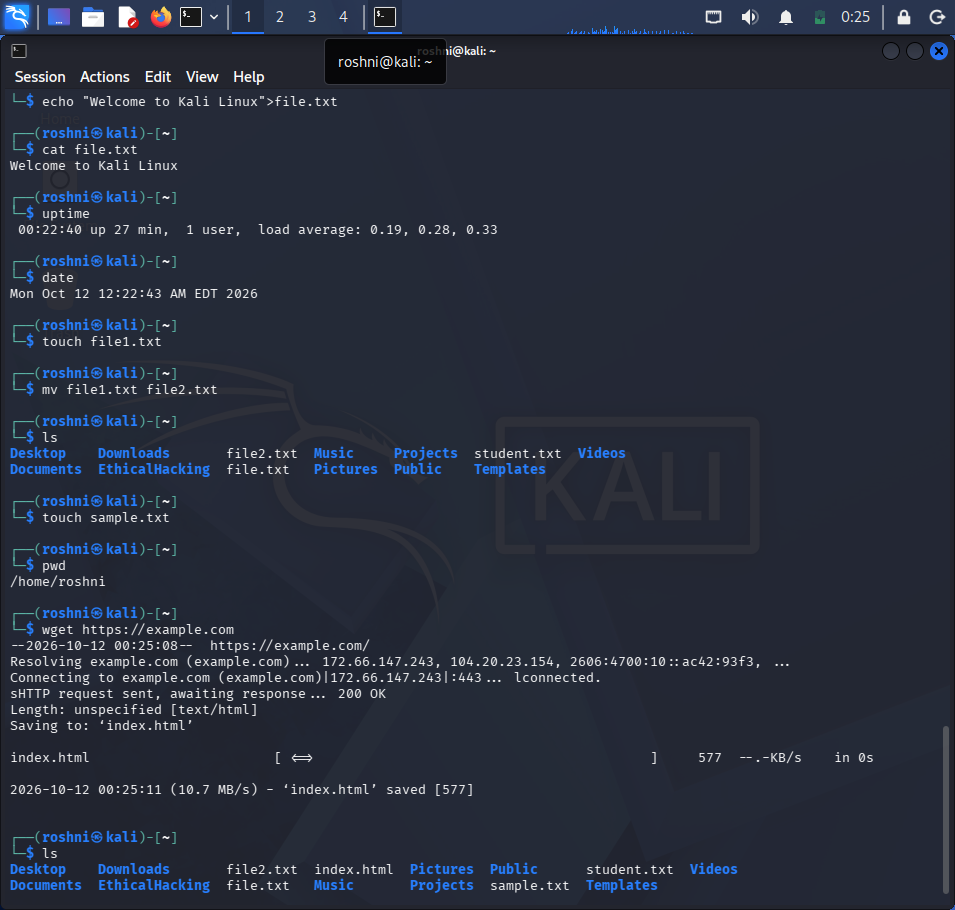 1 2 3 4 0:25
roshni@kali: ~
roshni@kali: ~
Session Actions Edit View Help
└─$ echo "Welcome to Kali Linux">file.txt
Home
┌──(roshni㉿kali)-[~]
└─$ cat file.txt
Welcome to Kali Linux
┌──(roshni㉿kali)-[~]
└─$ uptime
00:22:40 up 27 min,  1 user,  load average: 0.19, 0.28, 0.33
┌──(roshni㉿kali)-[~]
└─$ date
Mon Oct 12 12:22:43 AM EDT 2026
┌──(roshni㉿kali)-[~]
└─$ touch file1.txt
┌──(roshni㉿kali)-[~]
└─$ mv file1.txt file2.txt
┌──(roshni㉿kali)-[~]
└─$ ls
Desktop    Downloads       file2.txt  Music     Projects  student.txt  Videos
Documents  EthicalHacking  file.txt   Pictures  Public    Templates
┌──(roshni㉿kali)-[~]
└─$ touch sample.txt
┌──(roshni㉿kali)-[~]
└─$ pwd
/home/roshni
┌──(roshni㉿kali)-[~]
└─$ wget https://example.com
--2026-10-12 00:25:08--  https://example.com/
Resolving example.com (example.com)... 172.66.147.243, 104.20.23.154, 2606:4700:10::ac42:93f3, ...
Connecting to example.com (example.com)|172.66.147.243|:443... lconnected.
sHTTP request sent, awaiting response... 200 OK
Length: unspecified [text/html]
Saving to: ‘index.html’
index.html [ <=> ] 577 --.-KB/s in 0s
2026-10-12 00:25:11 (10.7 MB/s) - ‘index.html’ saved [577]
┌──(roshni㉿kali)-[~]
└─$ ls
Desktop    Downloads       file2.txt  index.html  Pictures  Public      student.txt  Videos
Documents  EthicalHacking  file.txt   Music       Projects  sample.txt  Templates
KALI